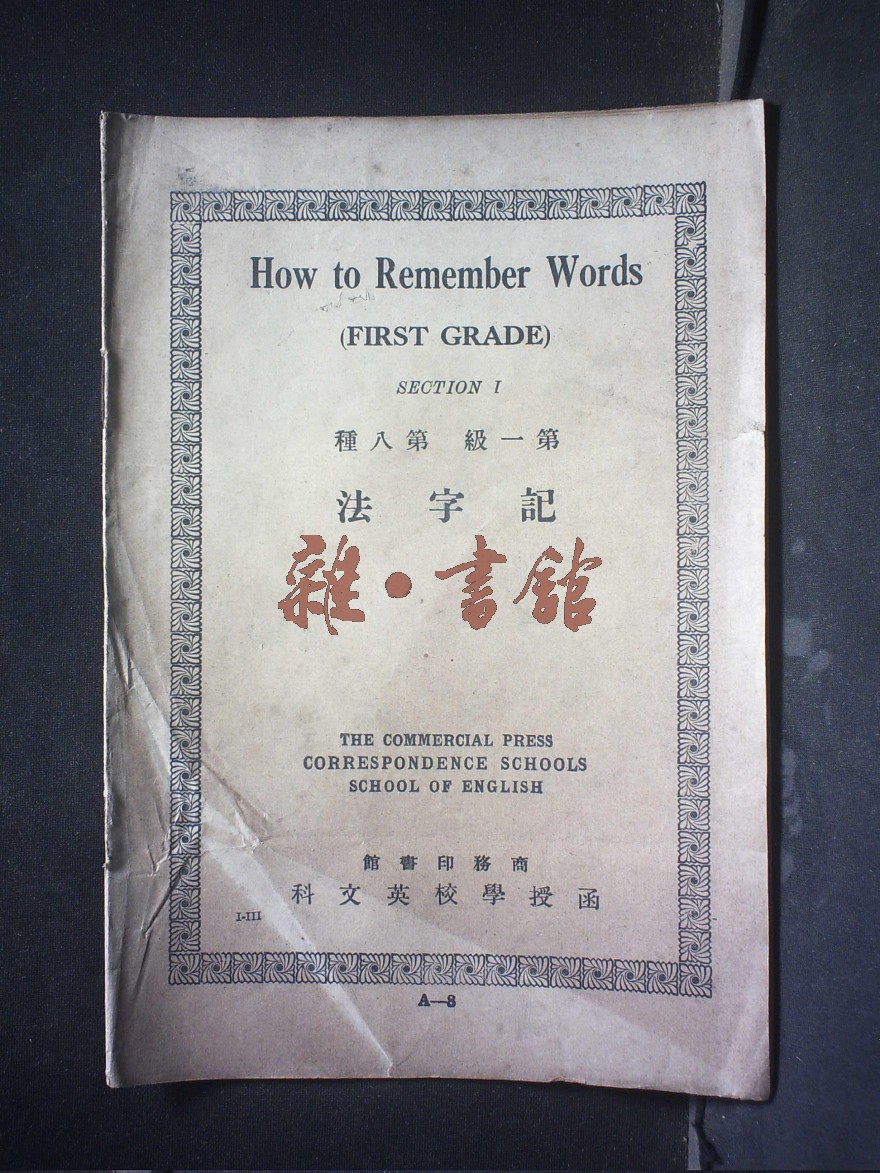 How to Remember Words
(FIRST GRADE)
SECTION I
第一級 第八種
記字法
雜•書館
THE COMMERCIAL PRESS
CORRESPONDENCE SCHOOLS
SCHOOL OF ENGLISH
商務印書館
函授學校英文科
I-III
A—8